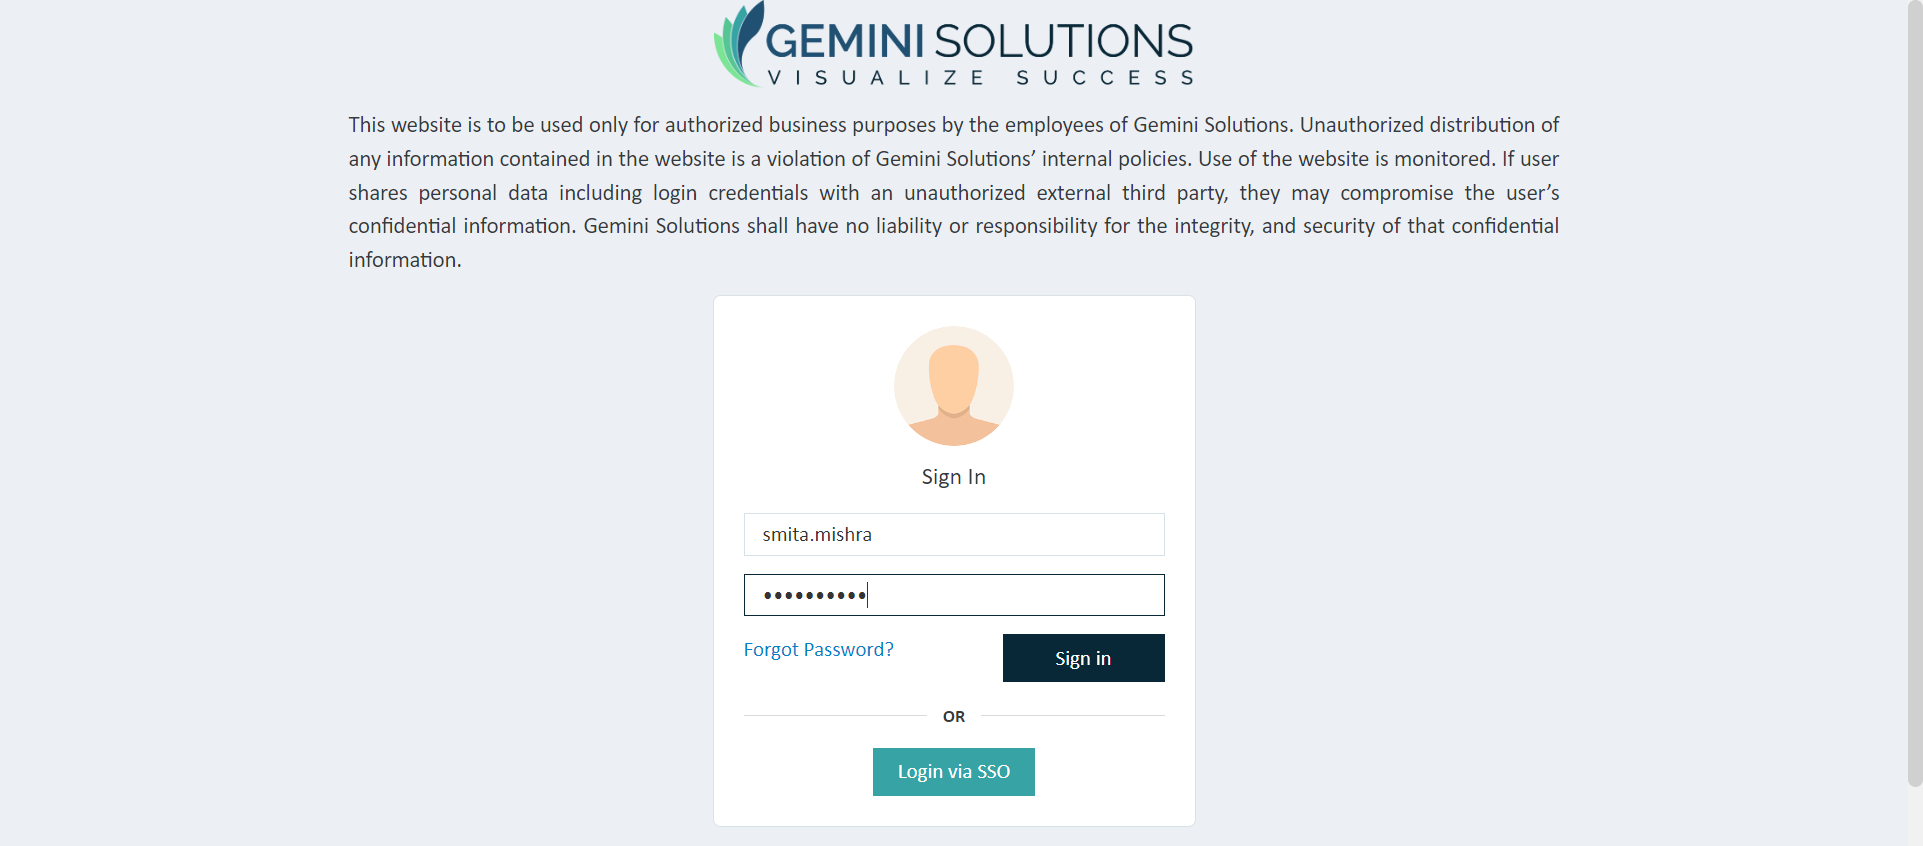 GEMINI SOLUTIONS
VISUALIZE SUCCESS
This website is to be used only for authorized business purposes by the employees of Gemini Solutions. Unauthorized distribution of
any information contained in the website is a violation of Gemini Solutions’ internal policies. Use of the website is monitored. If user
shares personal data including login credentials with an unauthorized external third party, they may compromise the user’s
confidential information. Gemini Solutions shall have no liability or responsibility for the integrity, and security of that confidential
information.
Sign In
smita.mishra
••••••••••
Forgot Password?
Sign in
OR
Login via SSO